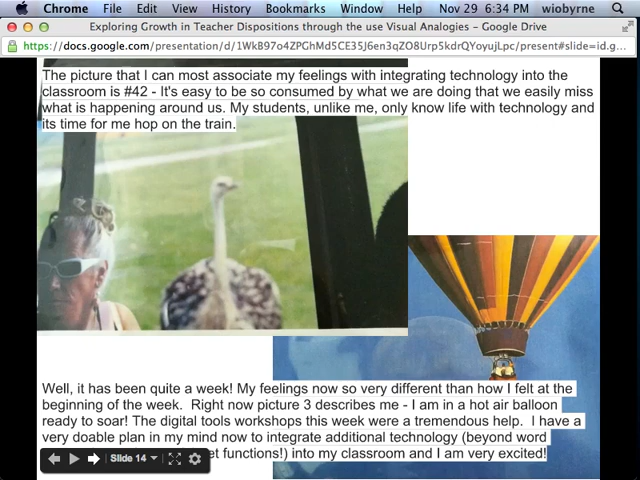 Chrome File Edit View History Bookmarks Window Help Nov 29 6:34 PM wiobyrne
Exploring Growth in Teacher Dispositions through the use Visual Analogies – Google Drive
https://docs.google.com/presentation/d/1WkB97o4ZPGhMd5CE35J6en3qZO8Urp5kdrQYoyujLpc/present#slide=id.g...
The picture that I can most associate my feelings with integrating technology into the
classroom is #42 - It's easy to be so consumed by what we are doing that we easily miss
what is happening around us. My students, unlike me, only know life with technology and
its time for me hop on the train.
Well, it has been quite a week! My feelings now so very different than how I felt at the
beginning of the week. Right now picture 3 describes me - I am in a hot air balloon
ready to soar! The digital tools workshops this week were a tremendous help. I have a
very doable plan in my mind now to integrate additional technology (beyond word
functions!) into my classroom and I am very excited!
Slide 14